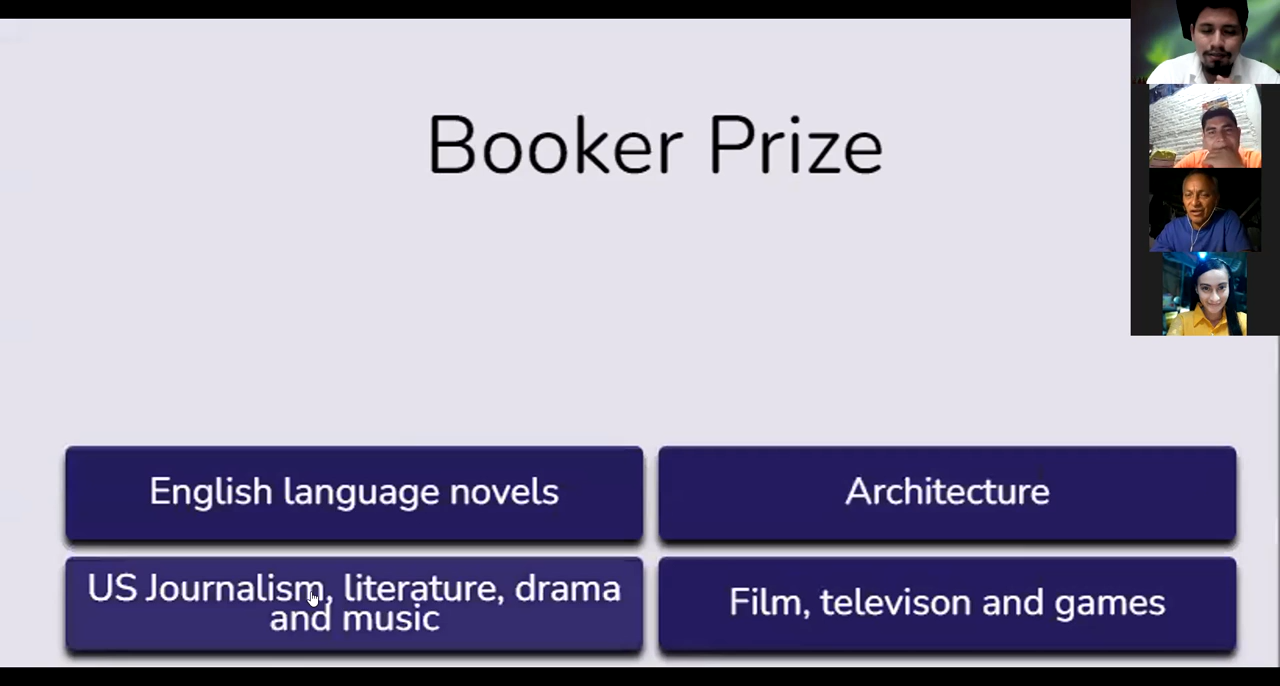 Booker Prize
English language novels
Architecture
US Journalism, literature, drama
and music
Film, televison and games